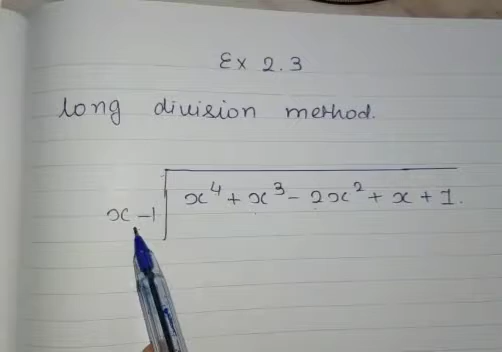 Ex 2.3
long division method.
x - 1 | x⁴ + x³ - 2x² + x + 1.